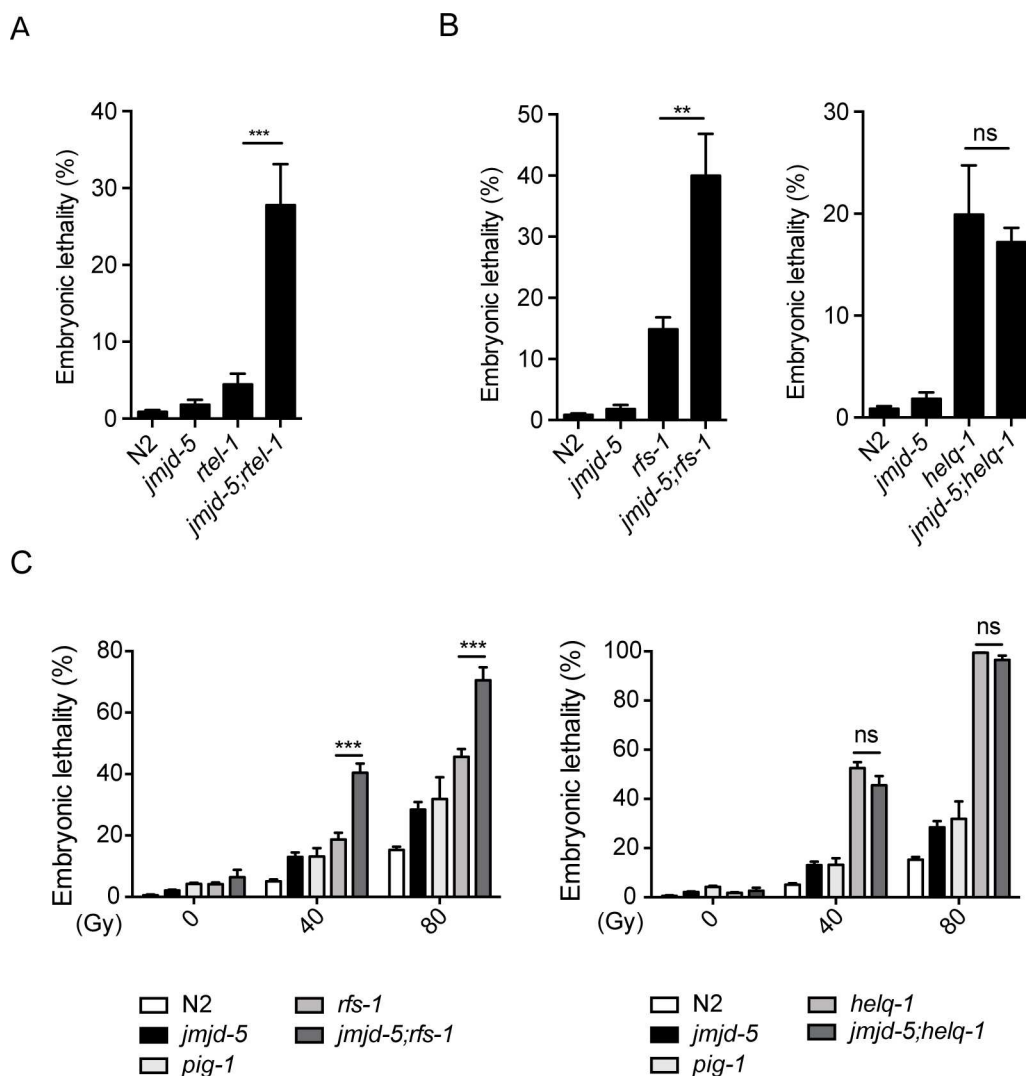 A
B
Embryonic lethality (%)
40
30
20
10
0
***
N2
jmjd-5
rtel-1
jmjd-5;rtel-1
Embryonic lethality (%)
50
40
30
20
10
0
**
N2
jmjd-5
rfs-1
jmjd-5;rfs-1
Embryonic lethality (%)
30
20
10
0
ns
N2
jmjd-5
helq-1
jmjd-5;helq-1
C
Embryonic lethality (%)
80
60
40
20
0
***
***
(Gy)
0
40
80
N2
jmjd-5
pig-1
rfs-1
jmjd-5;rfs-1
Embryonic lethality (%)
100
80
60
40
20
0
ns
ns
(Gy)
0
40
80
N2
jmjd-5
pig-1
helq-1
jmjd-5;helq-1